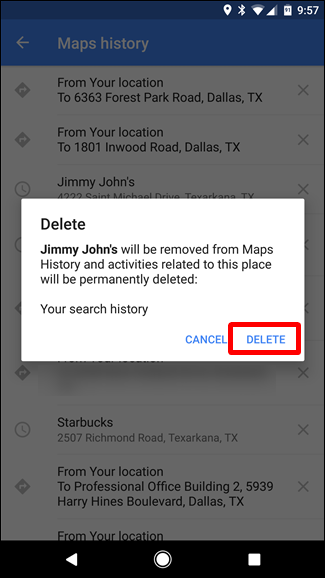 9:57
Maps history
From Your location
To 6363 Forest Park Road, Dallas, TX
From Your location
To 1801 Inwood Road, Dallas, TX
Jimmy John's
4222 Saint Michael Drive, Texarkana, TX
Delete
Jimmy John's will be removed from Maps
History and activities related to this place
will be permanently deleted:
Your search history
CANCEL DELETE
From Your location
Starbucks
2507 Richmond Road, Texarkana, TX
From Your location
To Professional Office Building 2, 5939
Harry Hines Boulevard, Dallas, TX
From Your location